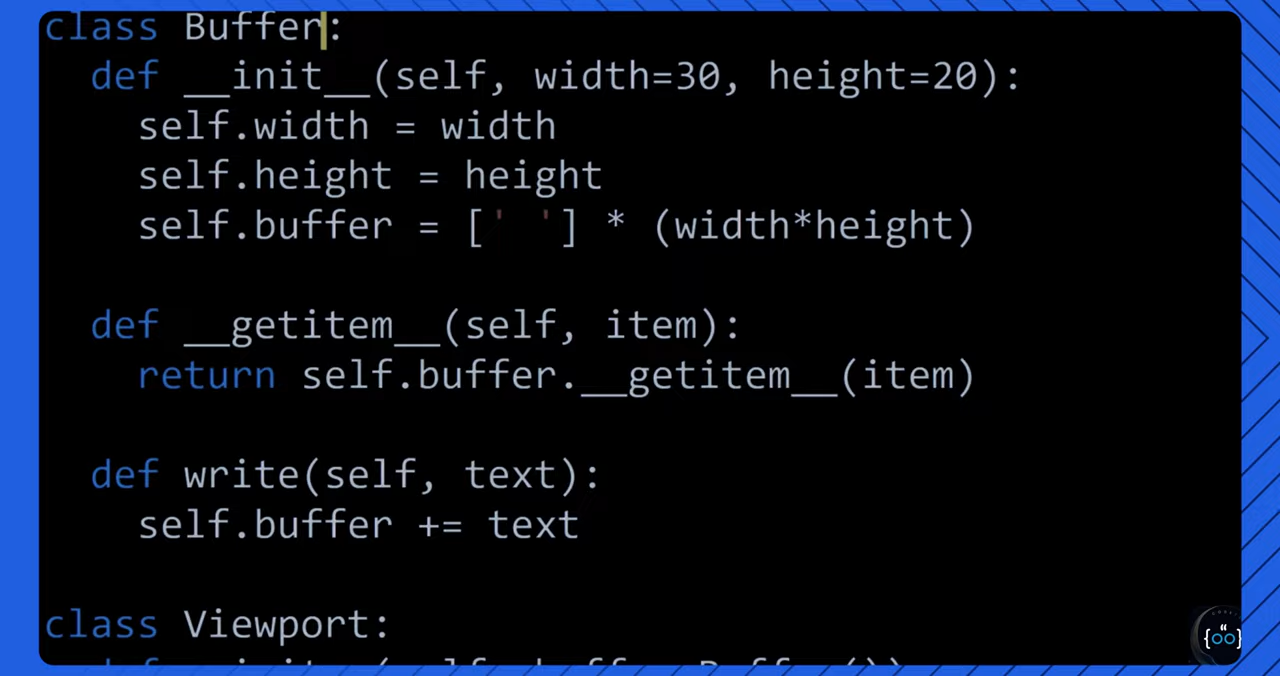 class Buffer:
  def __init__(self, width=30, height=20):
    self.width = width
    self.height = height
    self.buffer = [' '] * (width*height)

  def __getitem__(self, item):
    return self.buffer.__getitem__(item)

  def write(self, text):
    self.buffer += text

class Viewport: